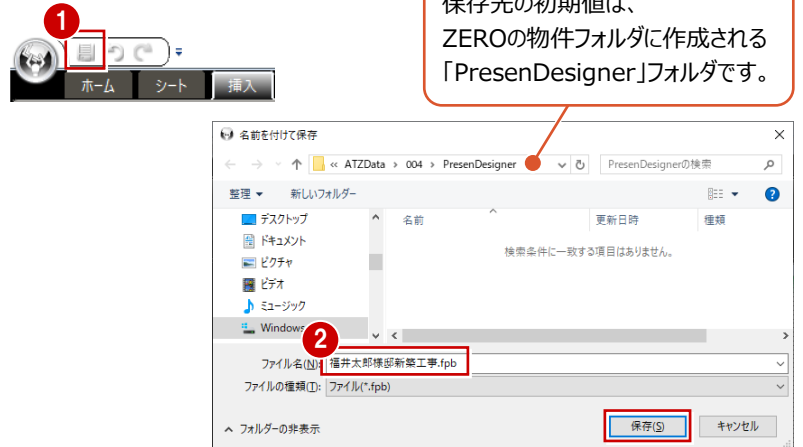 保存先の初期値は、
ZEROの物件フォルダに作成される
「PresenDesigner」フォルダです。
1
ホーム シート 挿入
名前を付けて保存
« ATZData › 004 › PresenDesigner
PresenDesignerの検索
整理 新しいフォルダー
名前 更新日時 種類
検索条件に一致する項目はありません。
デスクトップ
ドキュメント
ピクチャ
ビデオ
ミュージック
Windows
2
ファイル名(N): 福井太郎様邸新築工事.fpb
ファイルの種類(T): ファイル(*.fpb)
フォルダーの非表示
保存(S) キャンセル